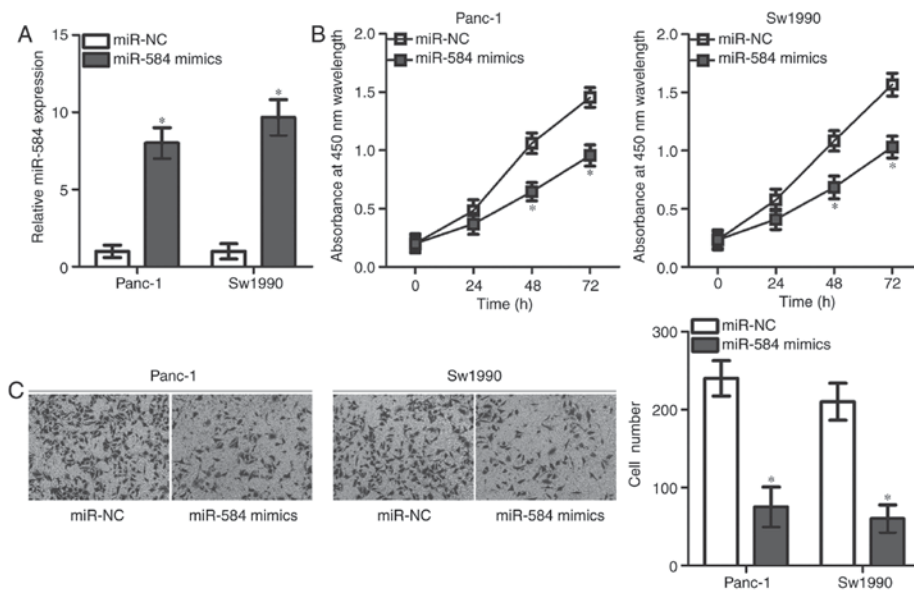 A
15
10
5
0
Relative miR-584 expression
miR-NC
miR-584 mimics
*
*
Panc-1
Sw1990
B
Panc-1
2.0
1.5
1.0
0.5
0.0
Absorbance at 450 nm wavelength
miR-NC
miR-584 mimics
*
*
0
24
48
72
Time (h)
Sw1990
2.0
1.5
1.0
0.5
0.0
Absorbance at 450 nm wavelength
miR-NC
miR-584 mimics
*
*
0
24
48
72
Time (h)
C
Panc-1
miR-NC
miR-584 mimics
Sw1990
miR-NC
miR-584 mimics
300
200
100
0
Cell number
miR-NC
miR-584 mimics
*
*
Panc-1
Sw1990